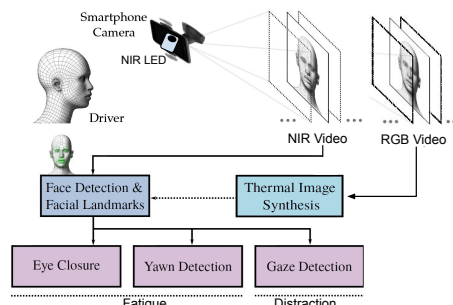 Smartphone
Camera
NIR LED
Driver
NIR Video
RGB Video
Face Detection &
Facial Landmarks
Thermal Image
Synthesis
Eye Closure
Yawn Detection
Gaze Detection
Fatigue
Distraction